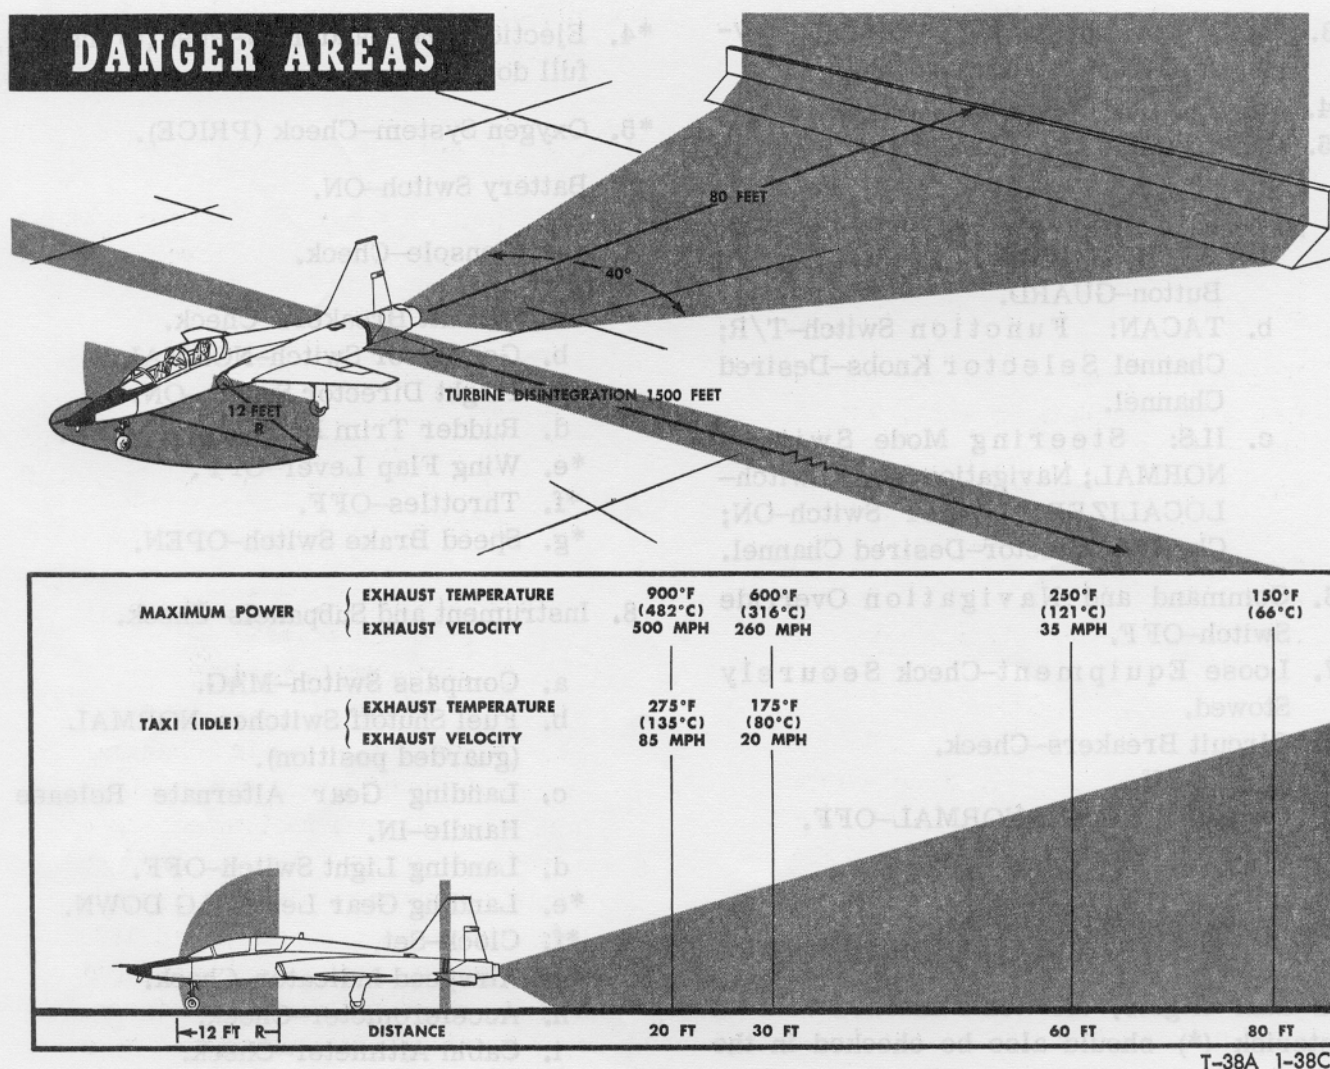 DANGER AREAS
80 FEET
40°
12 FEET
R
TURBINE DISINTEGRATION 1500 FEET
MAXIMUM POWER
EXHAUST TEMPERATURE 900°F 600°F 250°F 150°F
(482°C) (316°C) (121°C) (66°C)
EXHAUST VELOCITY 500 MPH 260 MPH 35 MPH
TAXI (IDLE)
EXHAUST TEMPERATURE 275°F 175°F
(135°C) (80°C)
EXHAUST VELOCITY 85 MPH 20 MPH
12 FT R DISTANCE 20 FT 30 FT 60 FT 80 FT
T-38A 1-38C